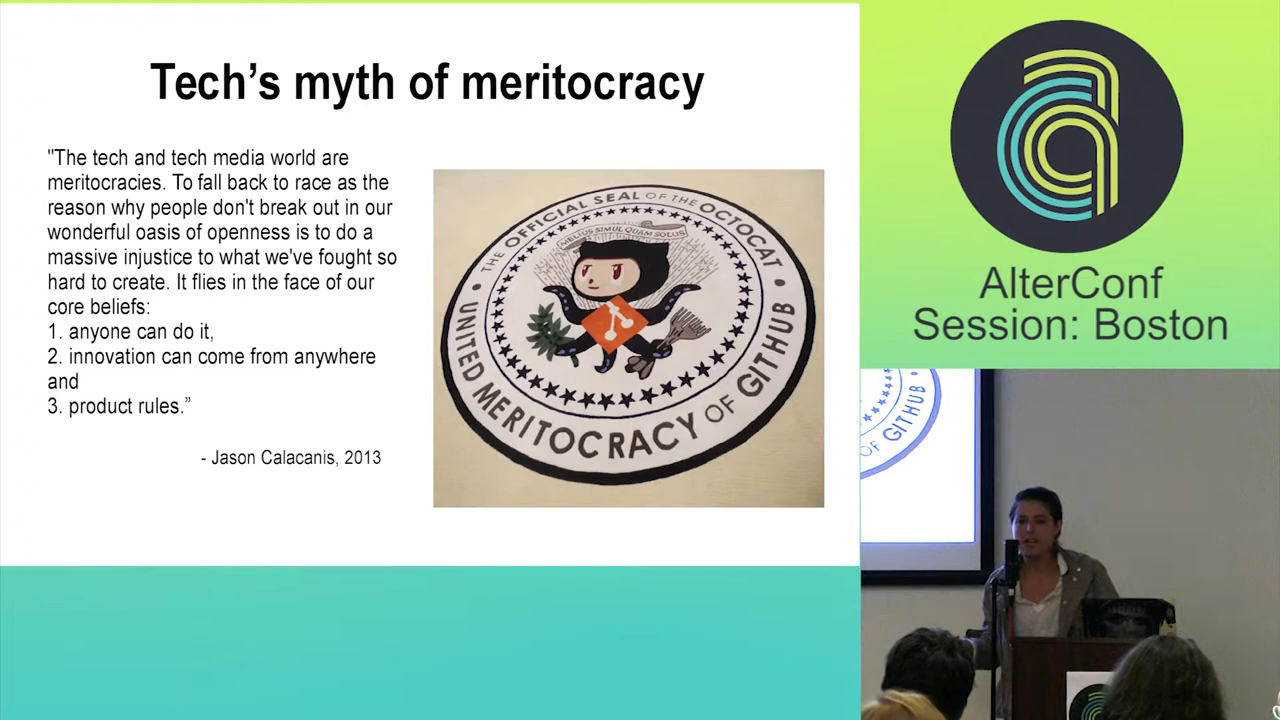 Tech's myth of meritocracy
"The tech and tech media world are
meritocracies. To fall back to race as the
reason why people don't break out in our
wonderful oasis of openness is to do a
massive injustice to what we've fought so
hard to create. It flies in the face of our
core beliefs:
1. anyone can do it,
2. innovation can come from anywhere
and
3. product rules.”
- Jason Calacanis, 2013
• THE OFFICIAL SEAL OF THE OCTOCAT •
MELIUS SIMUL QUAM SOLUS
UNITED MERITOCRACY OF GITHUB
AlterConf
Session: Boston
OF GITHUB •